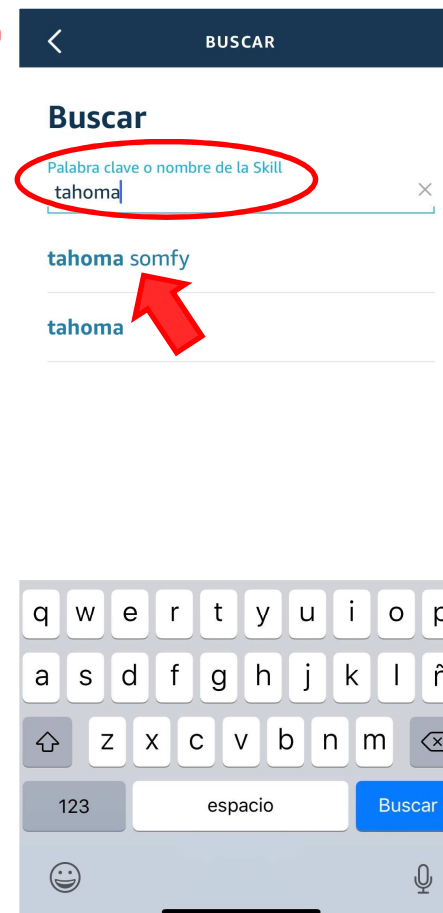 BUSCAR
Buscar
Palabra clave o nombre de la Skill
tahoma
tahoma somfy
tahoma
q w e r t y u i o p
a s d f g h j k l ñ
z x c v b n m
123 espacio Buscar